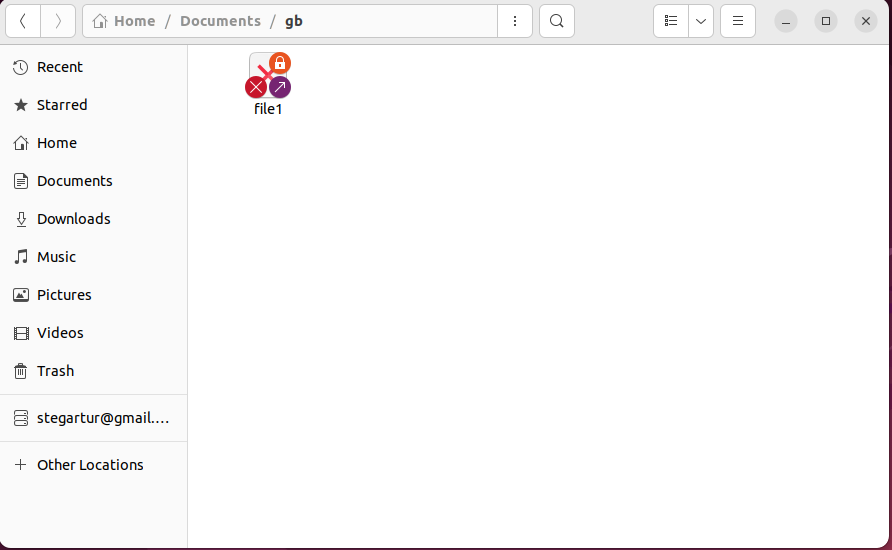 Home / Documents / gb
Recent
Starred
Home
Documents
Downloads
Music
Pictures
Videos
Trash
stegartur@gmail....
Other Locations
file1